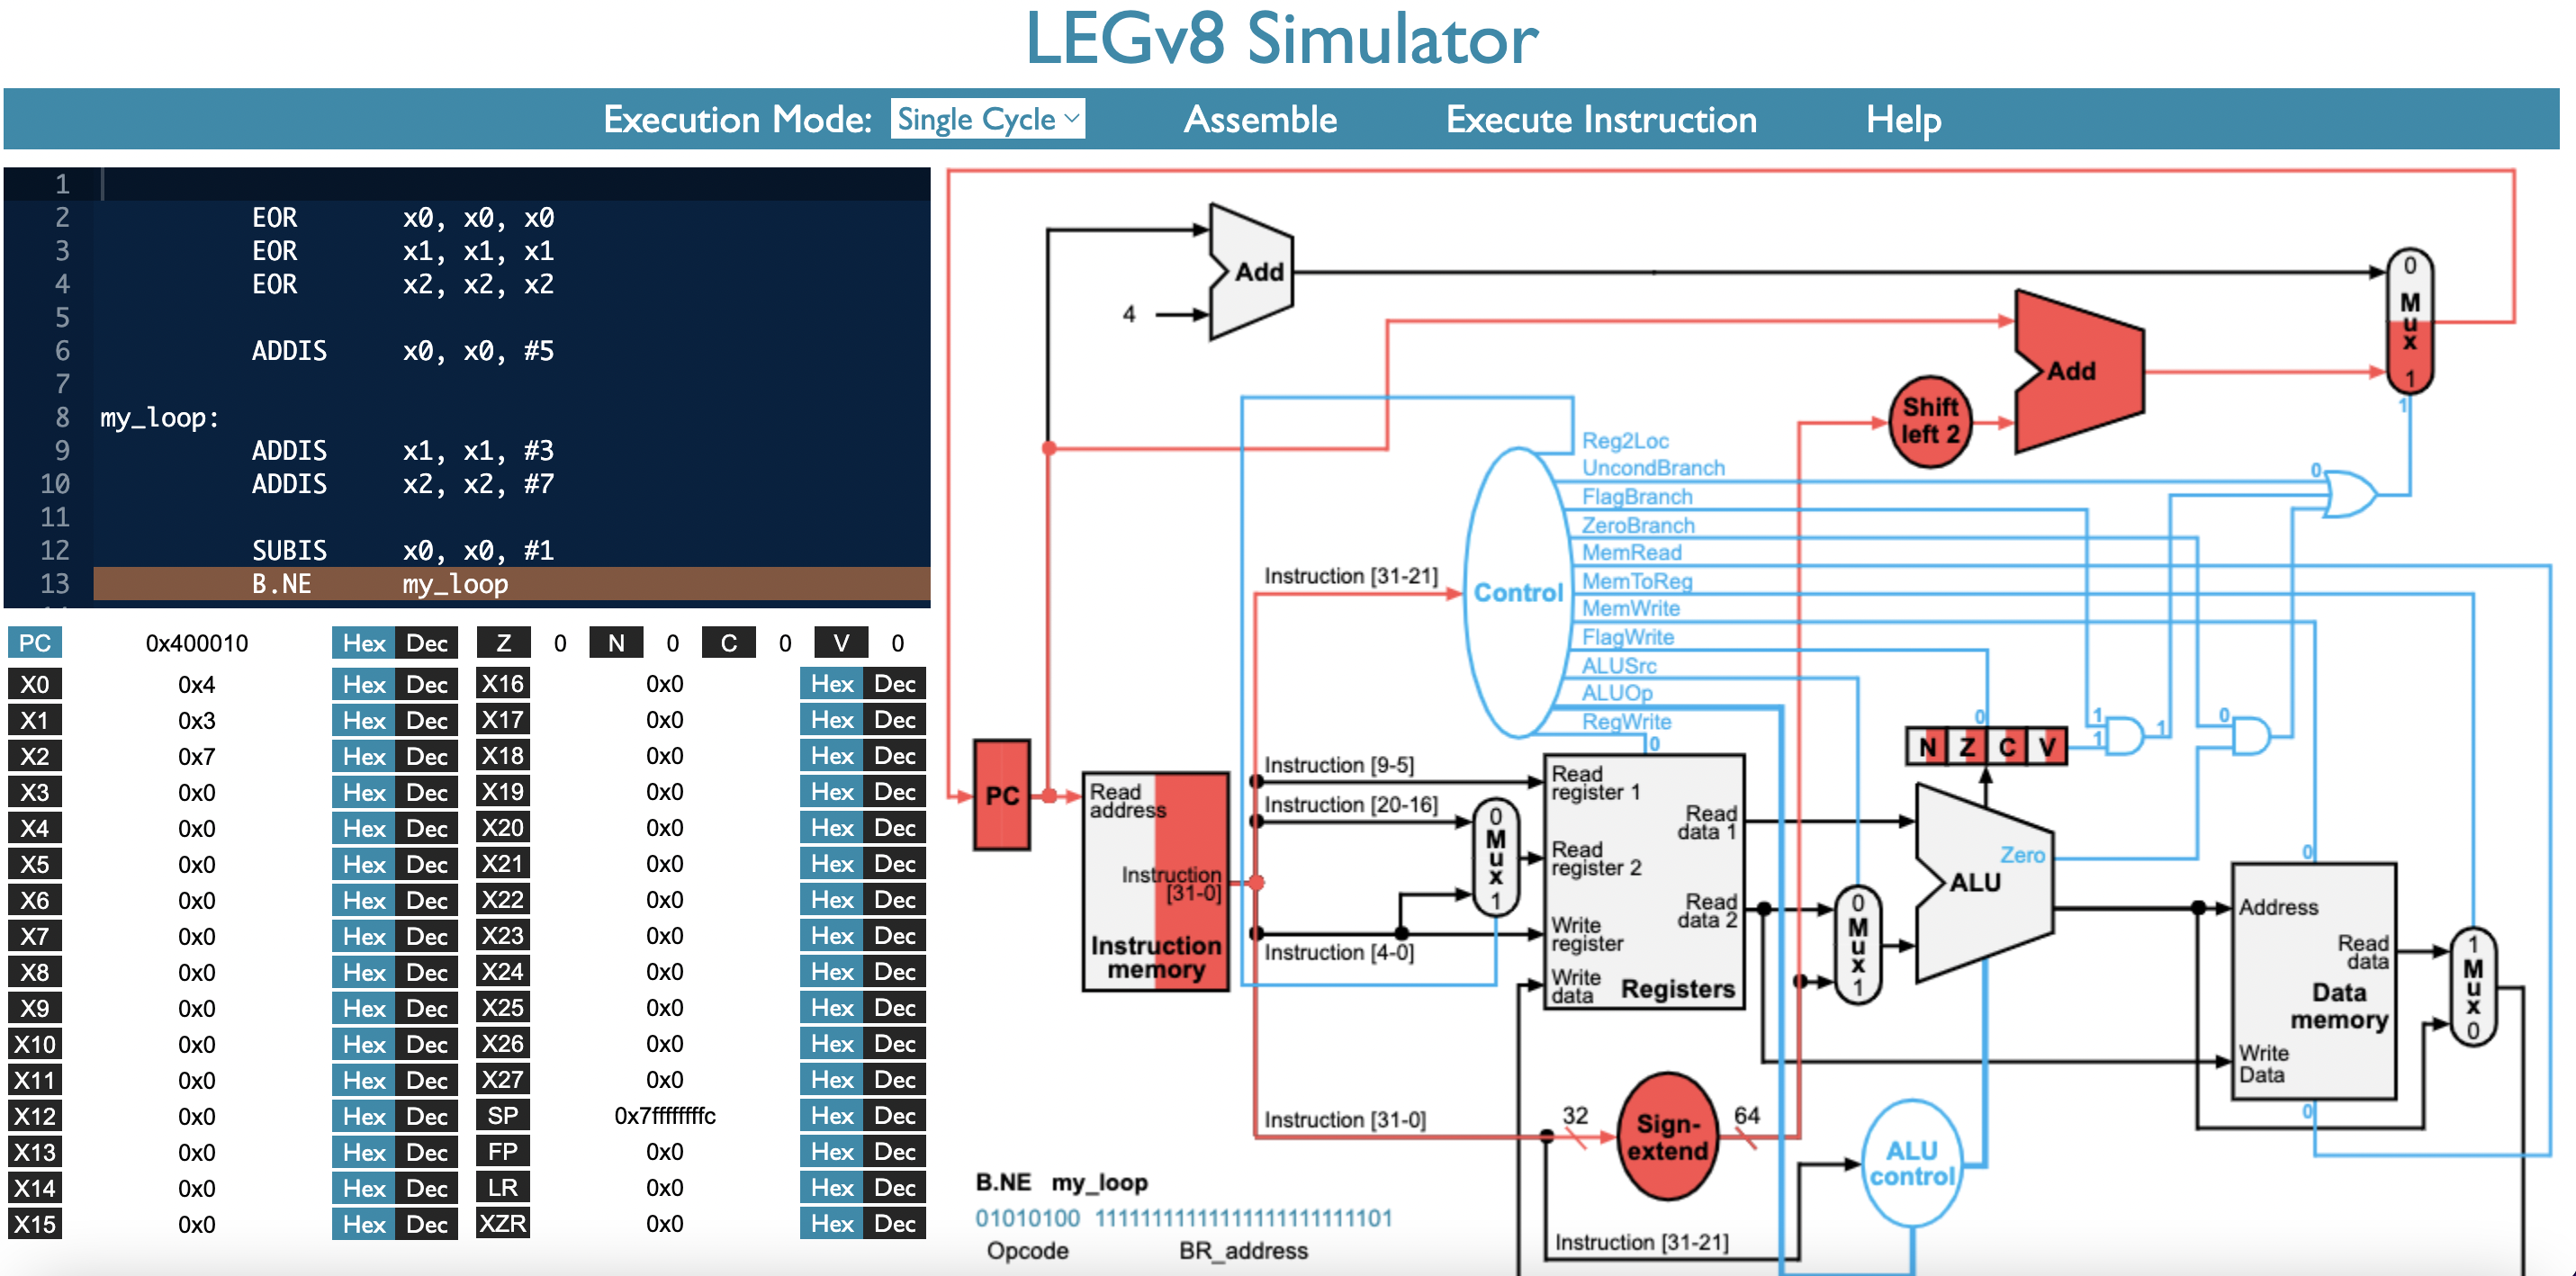 LEGv8 Simulator
Execution Mode: Single Cycle Assemble Execute Instruction Help
1
2 EOR x0, x0, x0
3 EOR x1, x1, x1
4 EOR x2, x2, x2
5
6 ADDIS x0, x0, #5
7
8 my_loop:
9 ADDIS x1, x1, #3
10 ADDIS x2, x2, #7
11
12 SUBIS x0, x0, #1
13 B.NE my_loop
PC 0x400010 Hex Dec Z 0 N 0 C 0 V 0
X0 0x4 Hex Dec X16 0x0 Hex Dec
X1 0x3 Hex Dec X17 0x0 Hex Dec
X2 0x7 Hex Dec X18 0x0 Hex Dec
X3 0x0 Hex Dec X19 0x0 Hex Dec
X4 0x0 Hex Dec X20 0x0 Hex Dec
X5 0x0 Hex Dec X21 0x0 Hex Dec
X6 0x0 Hex Dec X22 0x0 Hex Dec
X7 0x0 Hex Dec X23 0x0 Hex Dec
X8 0x0 Hex Dec X24 0x0 Hex Dec
X9 0x0 Hex Dec X25 0x0 Hex Dec
X10 0x0 Hex Dec X26 0x0 Hex Dec
X11 0x0 Hex Dec X27 0x0 Hex Dec
X12 0x0 Hex Dec SP 0x7ffffffffc Hex Dec
X13 0x0 Hex Dec FP 0x0 Hex Dec
X14 0x0 Hex Dec LR 0x0 Hex Dec
X15 0x0 Hex Dec XZR 0x0 Hex Dec
Add
4
0
Mux
1
1
Add
Shift
left 2
Reg2Loc
UncondBranch
0
FlagBranch
ZeroBranch
MemRead
MemToReg
MemWrite
FlagWrite
ALUSrc
ALUOp
RegWrite
0
Control
Instruction [31-21]
0
N Z C V
1
1
1
0
PC
Read
address
Instruction
[31-0]
Instruction
memory
Instruction [9-5]
Instruction [20-16]
Instruction [4-0]
0
Mux
1
Read
register 1
Read
register 2
Write
register
Write
data
Read
data 1
Read
data 2
Registers
0
Mux
1
Zero
ALU
0
Address
Read
data
Data
memory
Write
Data
0
1
Mux
0
Instruction [31-0]
32
Sign-
extend
64
ALU
control
Instruction [31-21]
B.NE my_loop
01010100 111111111111111111111101
Opcode BR_address